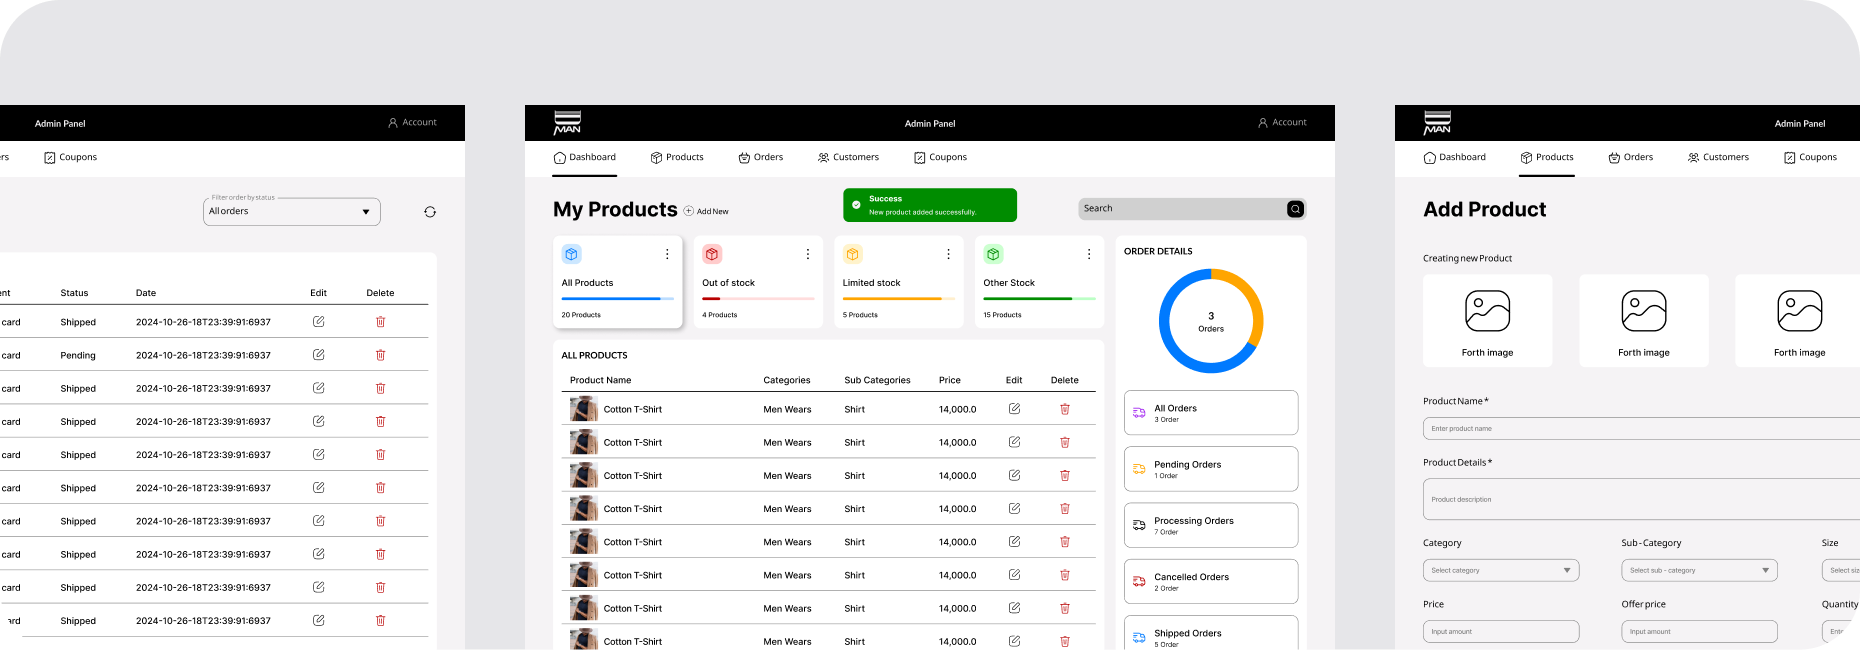 Admin Panel
Account
rs
Coupons
Filter order by status
All orders
nt Status Date Edit Delete
card Shipped 2024-10-26-18T23:39:91:6937
card Pending 2024-10-26-18T23:39:91:6937
card Shipped 2024-10-26-18T23:39:91:6937
card Shipped 2024-10-26-18T23:39:91:6937
card Shipped 2024-10-26-18T23:39:91:6937
card Shipped 2024-10-26-18T23:39:91:6937
card Shipped 2024-10-26-18T23:39:91:6937
card Shipped 2024-10-26-18T23:39:91:6937
card Shipped 2024-10-26-18T23:39:91:6937
ard Shipped 2024-10-26-18T23:39:91:6937
MAN
Admin Panel
Account
Dashboard Products Orders Customers Coupons
My Products
Add New
Success
New product added successfully.
Search
All Products
20 Products
Out of stock
4 Products
Limited stock
5 Products
Other Stock
15 Products
ALL PRODUCTS
Product Name Categories Sub Categories Price Edit Delete
Cotton T-Shirt Men Wears Shirt 14,000.0
Cotton T-Shirt Men Wears Shirt 14,000.0
Cotton T-Shirt Men Wears Shirt 14,000.0
Cotton T-Shirt Men Wears Shirt 14,000.0
Cotton T-Shirt Men Wears Shirt 14,000.0
Cotton T-Shirt Men Wears Shirt 14,000.0
Cotton T-Shirt Men Wears Shirt 14,000.0
Cotton T-Shirt Men Wears Shirt 14,000.0
ORDER DETAILS
3
Orders
All Orders
3 Order
Pending Orders
1 Order
Processing Orders
7 Order
Cancelled Orders
2 Order
Shipped Orders
5 Order
MAN
Admin Panel
Dashboard Products Orders Customers Coupons
Add Product
Creating new Product
Forth image Forth image Forth image
Product Name*
Enter product name
Product Details*
Product description
Category Sub-Category Size
Select category Select sub - category Select siz
Price Offer price Quantity
Input amount Input amount Ente